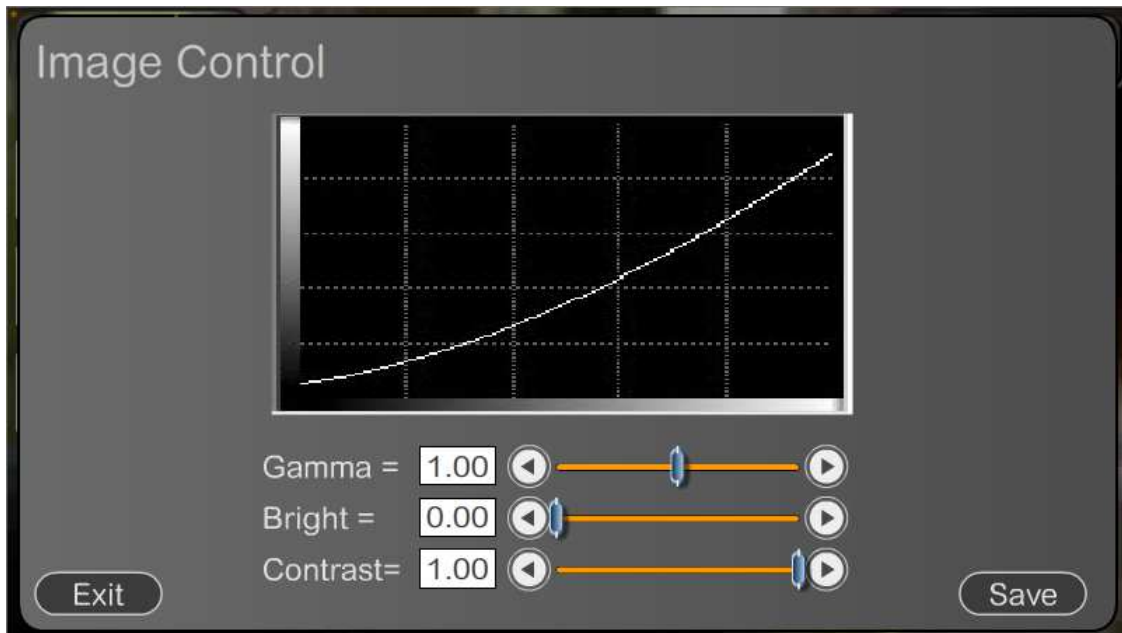 Image Control
Gamma = 1.00
Bright = 0.00
Contrast= 1.00
Exit
Save